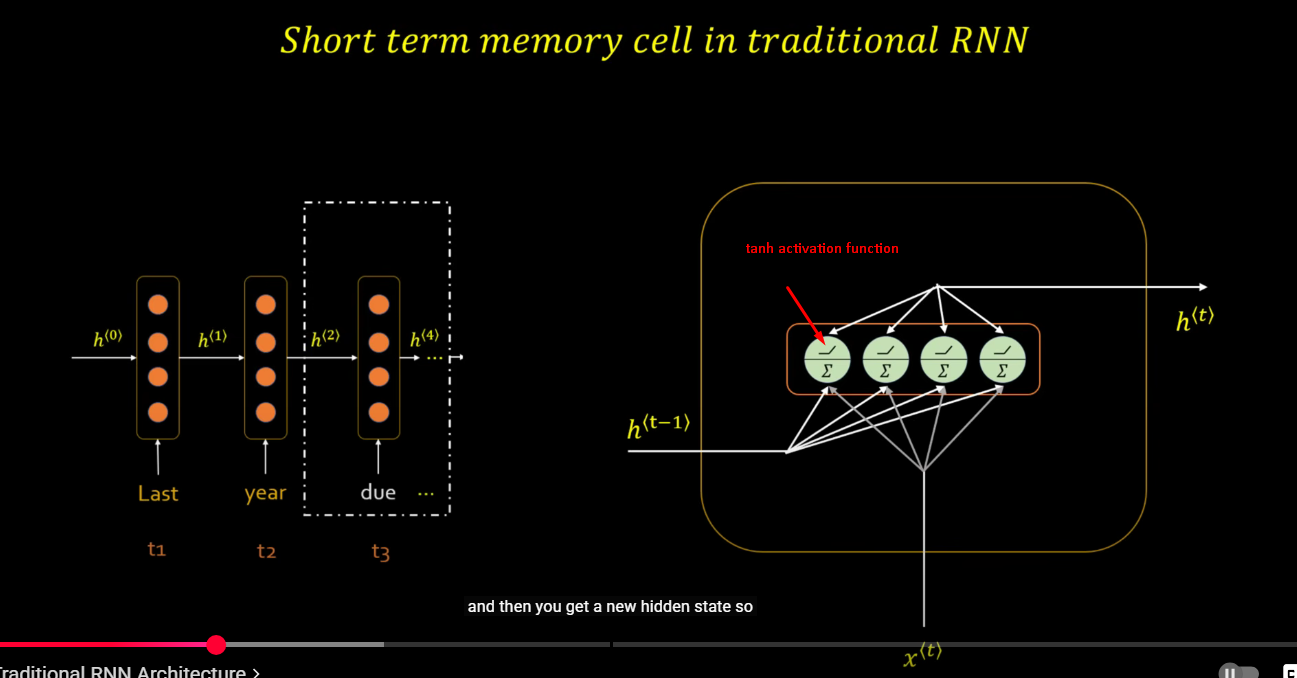 Short term memory cell in traditional RNN
tanh activation function
h⟨0⟩ h⟨1⟩ h⟨2⟩ h⟨4⟩
...
h⟨t⟩
Σ Σ Σ Σ
h⟨t−1⟩
Last year due ...
t1 t2 t3
and then you get a new hidden state so
x⟨t⟩
raditional RNN Architecture >